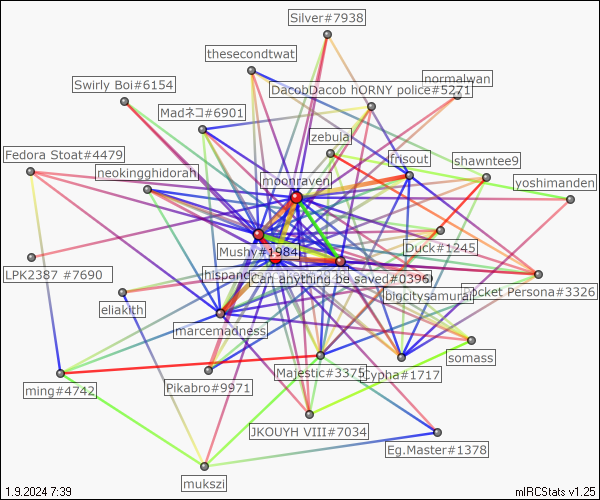 Silver#7938
thesecondtwat
normalwan
Swirly Boi#6154
DacobDacob hORNY police#5271
Madネコ#6901
zebula
Fedora Stoat#4479
frisout
shawntee9
neokingghidorah
moonraven
yoshimanden
Mushy#1984
Duck#1245
LPK2387 #7690
Can anything be saved#0396
bigcitysamurai
pocket Persona#3326
eliakith
marcemadness
somass
Majestic#3375
Cypha#1717
ming#4742
Pikabro#9971
JKOUYH VIII#7034
Eg.Master#1378
mukszi
1.9.2024 7:39
mIRCStats v1.25